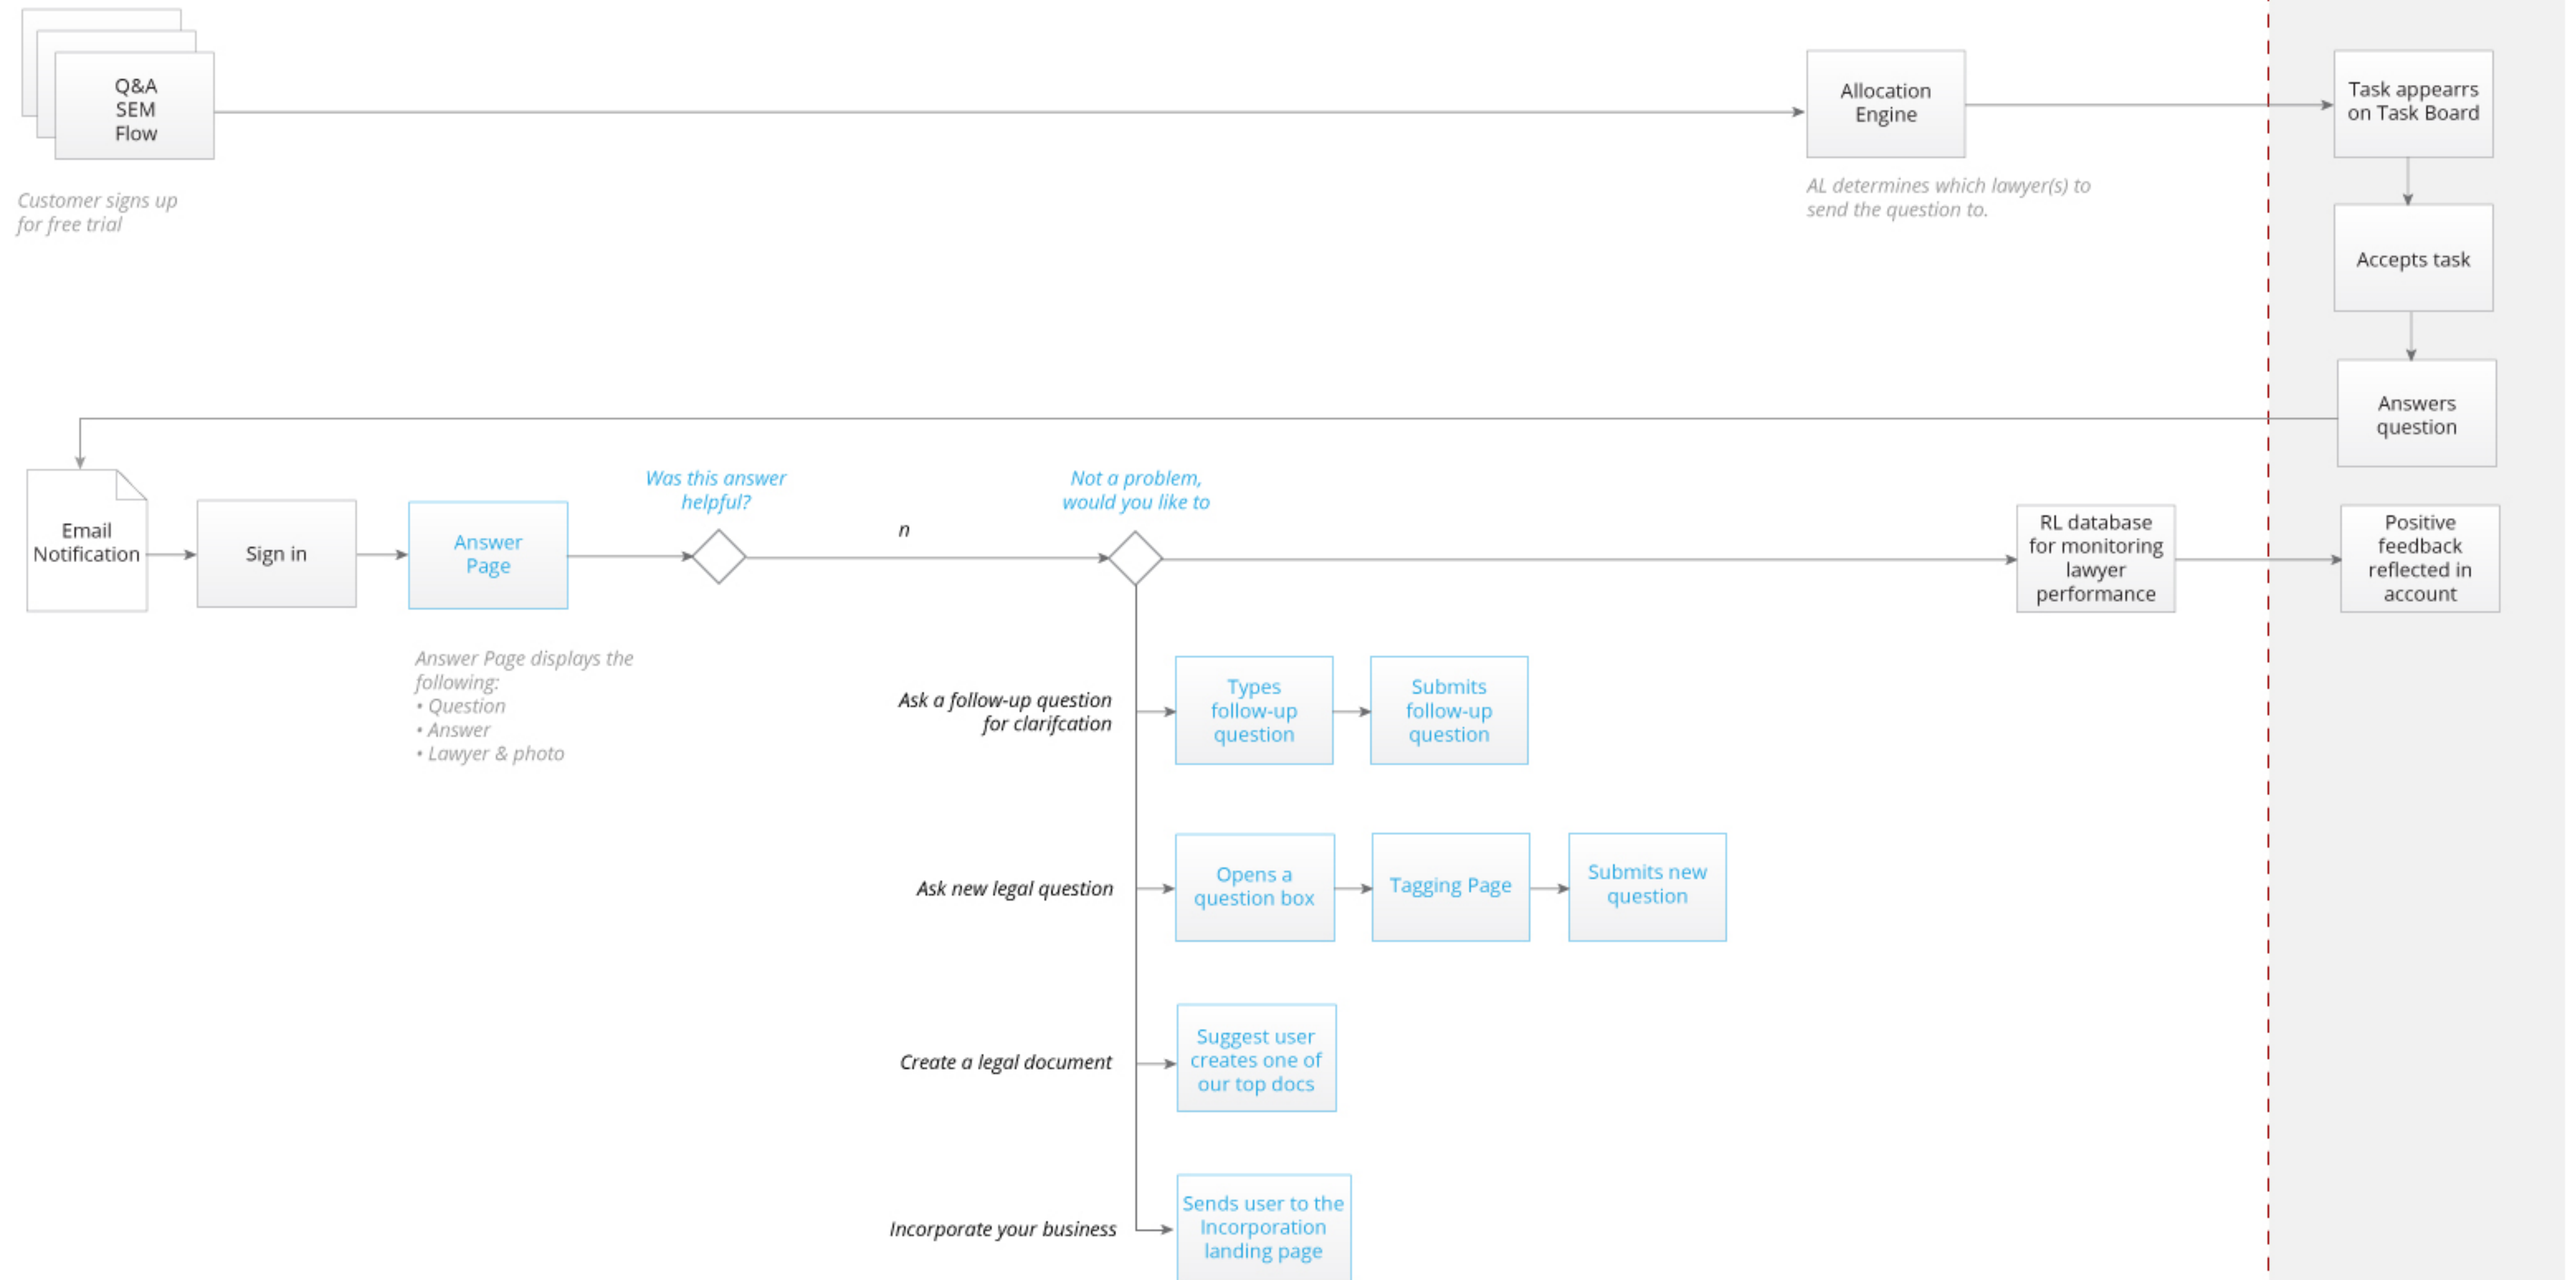 Q&A
SEM
Flow
Customer signs up
for free trial
Allocation
Engine
AL determines which lawyer(s) to
send the question to.
Task appearrs
on Task Board
Accepts task
Answers
question
Email
Notification
Sign in
Answer
Page
Answer Page displays the
following:
• Question
• Answer
• Lawyer & photo
Was this answer
helpful?
n
Not a problem,
would you like to
RL database
for monitoring
lawyer
performance
Positive
feedback
reflected in
account
Ask a follow-up question
for clarifcation
Types
follow-up
question
Submits
follow-up
question
Ask new legal question
Opens a
question box
Tagging Page
Submits new
question
Create a legal document
Suggest user
creates one of
our top docs
Incorporate your business
Sends user to the
Incorporation
landing page